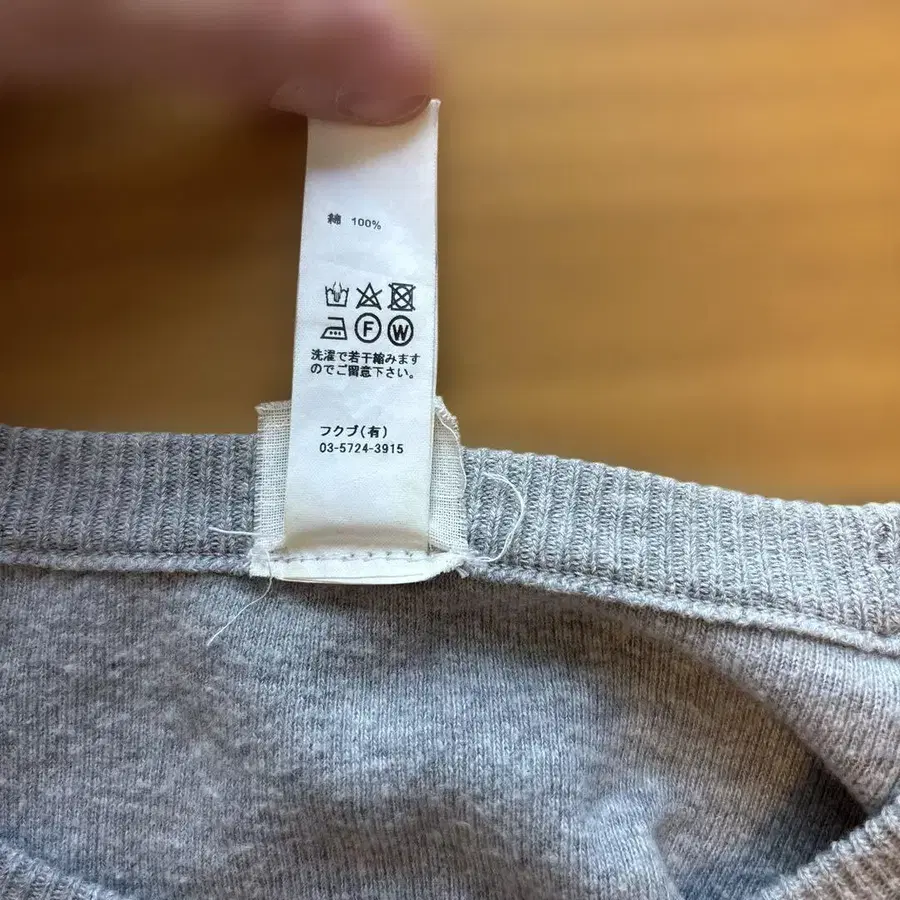 綿 100%
F W
洗濯で若干縮みます
のでご留意下さい。
フクブ(有)
03-5724-3915